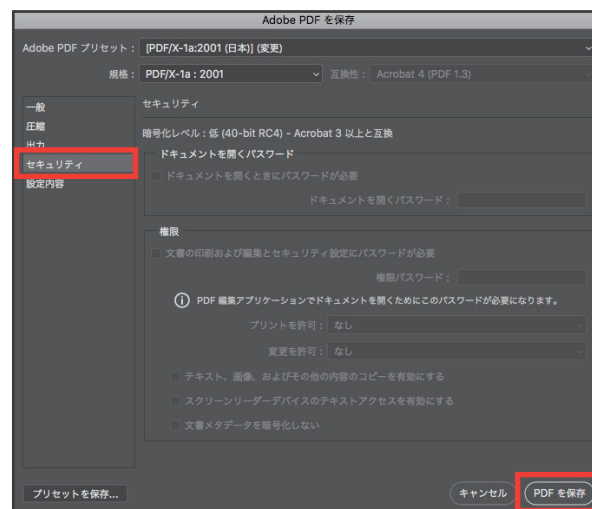 Adobe PDF を保存
Adobe PDF プリセット： [PDF/X-1a:2001 (日本)] (変更)
規格： PDF/X-1a : 2001 互換性： Acrobat 4 (PDF 1.3)
一般
圧縮
出力
セキュリティ
設定内容
セキュリティ
暗号化レベル : 低 (40-bit RC4) - Acrobat 3 以上と互換
ドキュメントを開くパスワード
ドキュメントを開くときにパスワードが必要
ドキュメントを開くパスワード：
権限
文書の印刷および編集とセキュリティ設定にパスワードが必要
権限パスワード：
PDF 編集アプリケーションでドキュメントを開くためにこのパスワードが必要になります。
プリントを許可： なし
変更を許可： なし
テキスト、画像、およびその他の内容のコピーを有効にする
スクリーンリーダーデバイスのテキストアクセスを有効にする
文書メタデータを暗号化しない
プリセットを保存... キャンセル PDF を保存